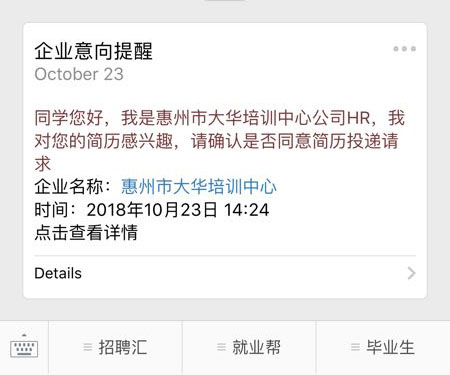 企业意向提醒
October 23
同学您好，我是惠州市大华培训中心公司HR，我
对您的简历感兴趣，请确认是否同意简历投递请
求
企业名称：惠州市大华培训中心
时间：2018年10月23日 14:24
点击查看详情
Details
招聘汇 就业帮 毕业生